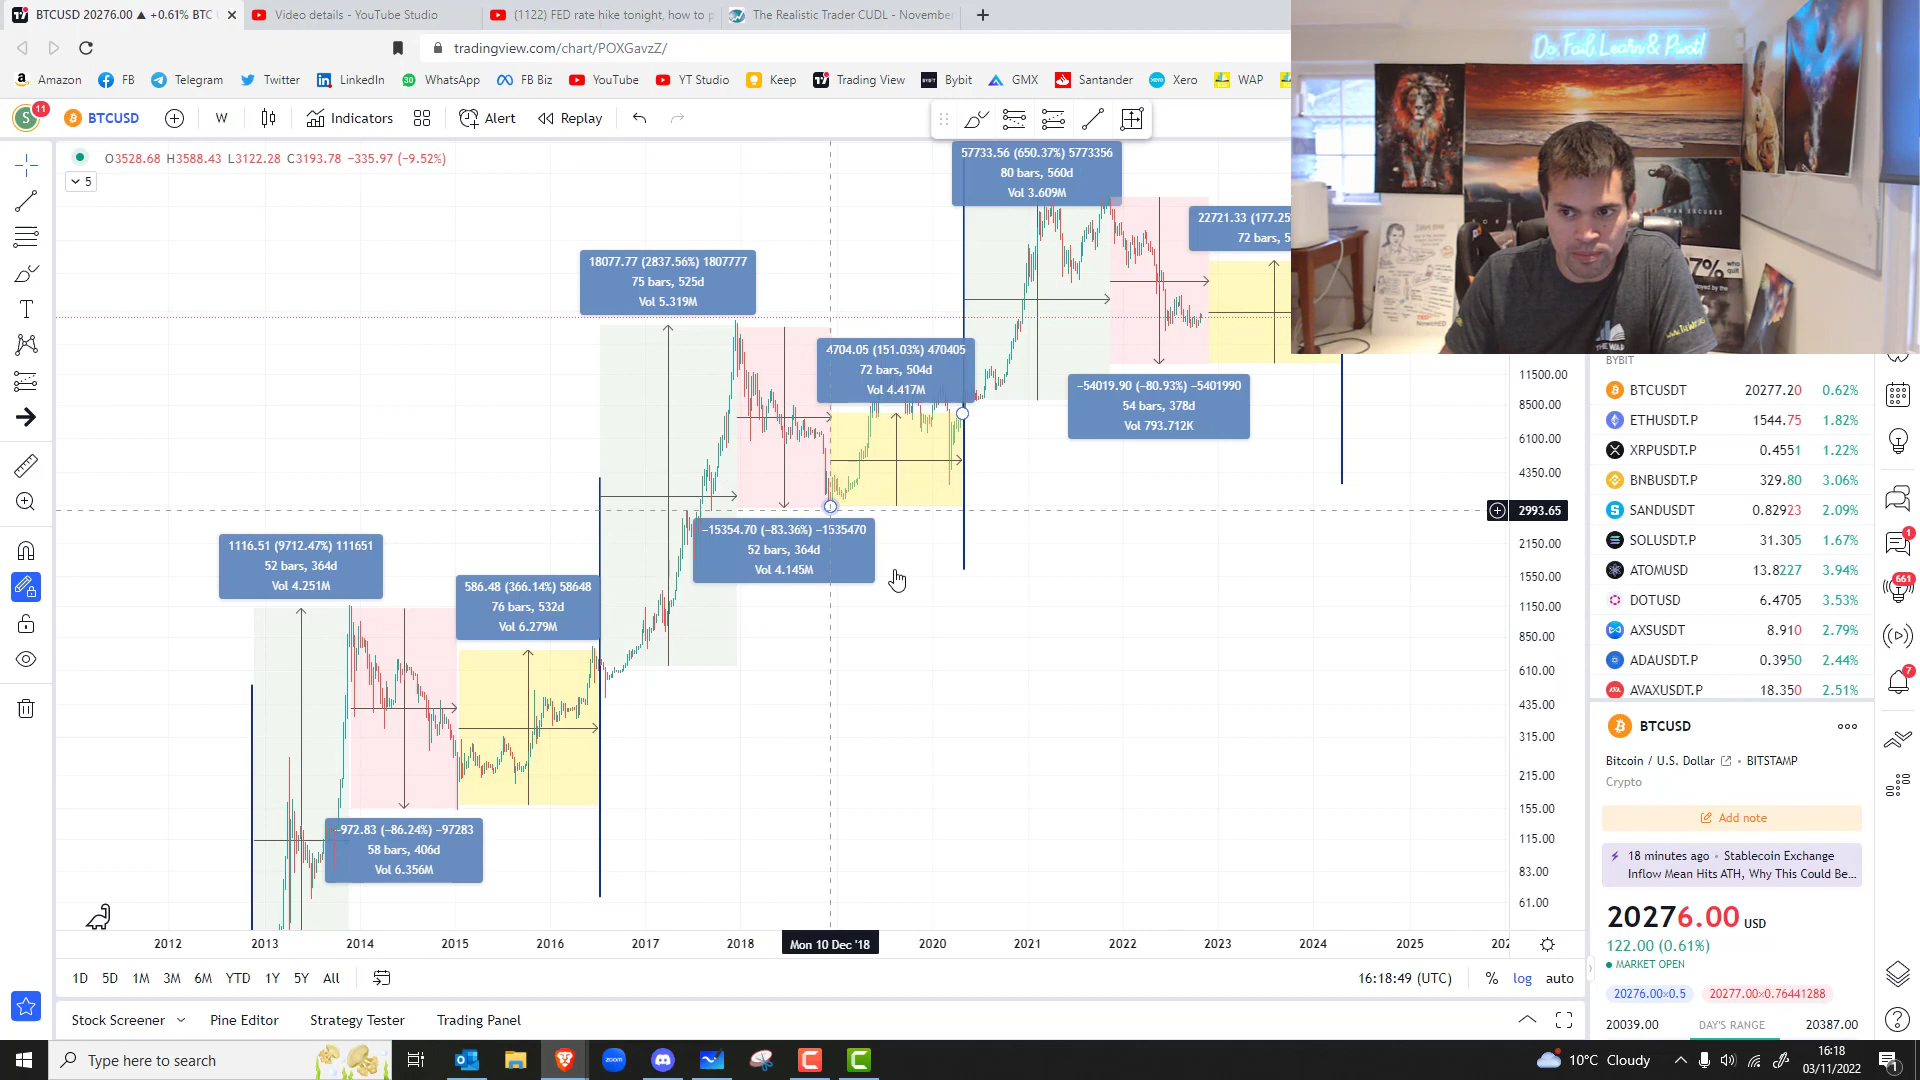 BTCUSD 20276.00 ▲ +0.61% BTC
Video details - YouTube Studio
(1122) FED rate hike tonight, how to p
The Realistic Trader CUDL - November
tradingview.com/chart/POXGavzZ/
Amazon FB Telegram Twitter LinkedIn WhatsApp FB Biz YouTube YT Studio Keep Trading View Bybit GMX Santander Xero WAP
Do, Fail, Learn & Pivot!
S 11 BTCUSD W Indicators Alert Replay
O3528.68 H3588.43 L3122.28 C3193.78 −335.97 (−9.52%)
5
57733.56 (650.37%) 5773356
80 bars, 560d
Vol 3.609M
22721.33 (177.25
72 bars, 5
18077.77 (2837.56%) 1807777
75 bars, 525d
Vol 5.319M
4704.05 (151.03%) 470405
72 bars, 504d
Vol 4.417M
−54019.90 (−80.93%) −5401990
54 bars, 378d
Vol 793.712K
−15354.70 (−83.36%) −1535470
52 bars, 364d
Vol 4.145M
1116.51 (9712.47%) 111651
52 bars, 364d
Vol 4.251M
586.48 (366.14%) 58648
76 bars, 532d
Vol 6.279M
−972.83 (−86.24%) −97283
58 bars, 406d
Vol 6.356M
11500.00
8500.00
6100.00
4350.00
2993.65
2150.00
1550.00
1150.00
850.00
610.00
435.00
315.00
215.00
155.00
115.00
83.00
61.00
2012 2013 2014 2015 2016 2017 2018 Mon 10 Dec '18 2020 2021 2022 2023 2024 2025 202
1D 5D 1M 3M 6M YTD 1Y 5Y All
16:18:49 (UTC) % log auto
Stock Screener Pine Editor Strategy Tester Trading Panel
BYBIT
BTCUSDT 20277.20 0.62%
ETHUSDT.P 1544.75 1.82%
XRPUSDT.P 0.4551 1.22%
BNBUSDT.P 329.80 3.06%
SANDUSDT 0.82923 2.09%
SOLUSDT.P 31.305 1.67%
ATOMUSD 13.8227 3.94%
DOTUSD 6.4705 3.53%
AXSUSDT 8.910 2.79%
ADAUSDT.P 0.3950 2.44%
AVAXUSDT.P 18.350 2.51%
1
661
7
BTCUSD
Bitcoin / U.S. Dollar • BITSTAMP
Crypto
Add note
18 minutes ago • Stablecoin Exchange
Inflow Mean Hits ATH, Why This Could Be...
20276.00 USD
122.00 (0.61%)
MARKET OPEN
20276.00×0.5 20277.00×0.76441288
20039.00 DAY'S RANGE 20387.00
Type here to search
zoom
10°C Cloudy
16:18
03/11/2022
1